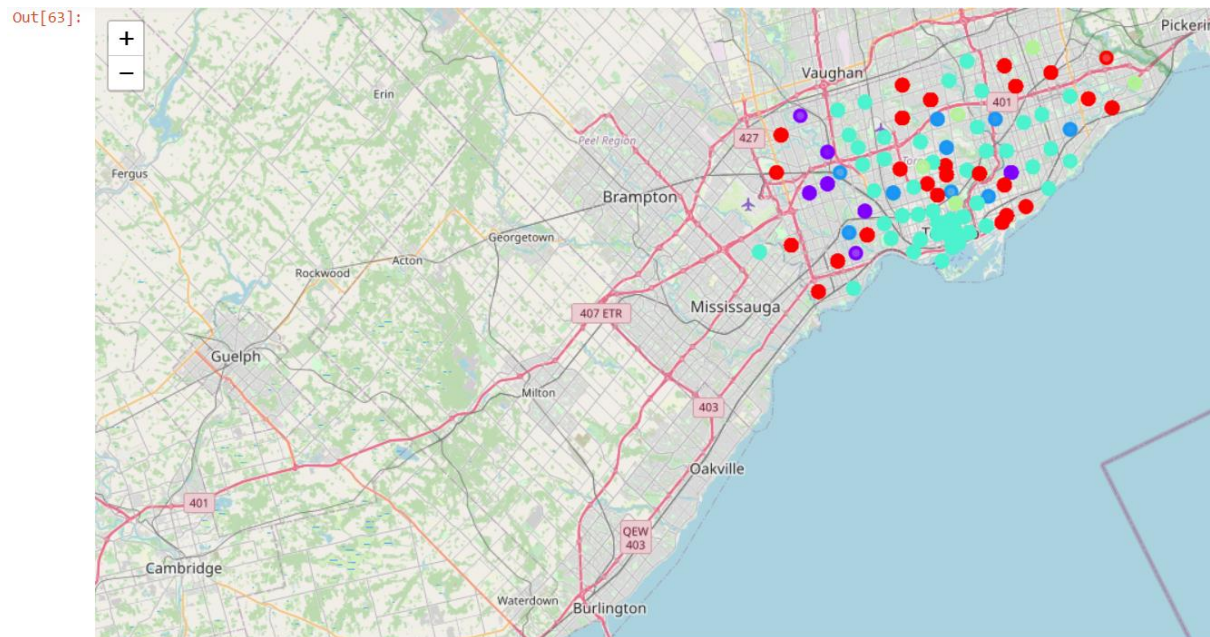 Out[63]:
+
−
Pickerin
Vaughan
Erin
401
427
Peel Region
Fergus
Brampton
Georgetown
Acton
Rockwood
Mississauga
407 ETR
Guelph
Milton
403
Oakville
401
QEW
403
Cambridge
Waterdown
Burlington